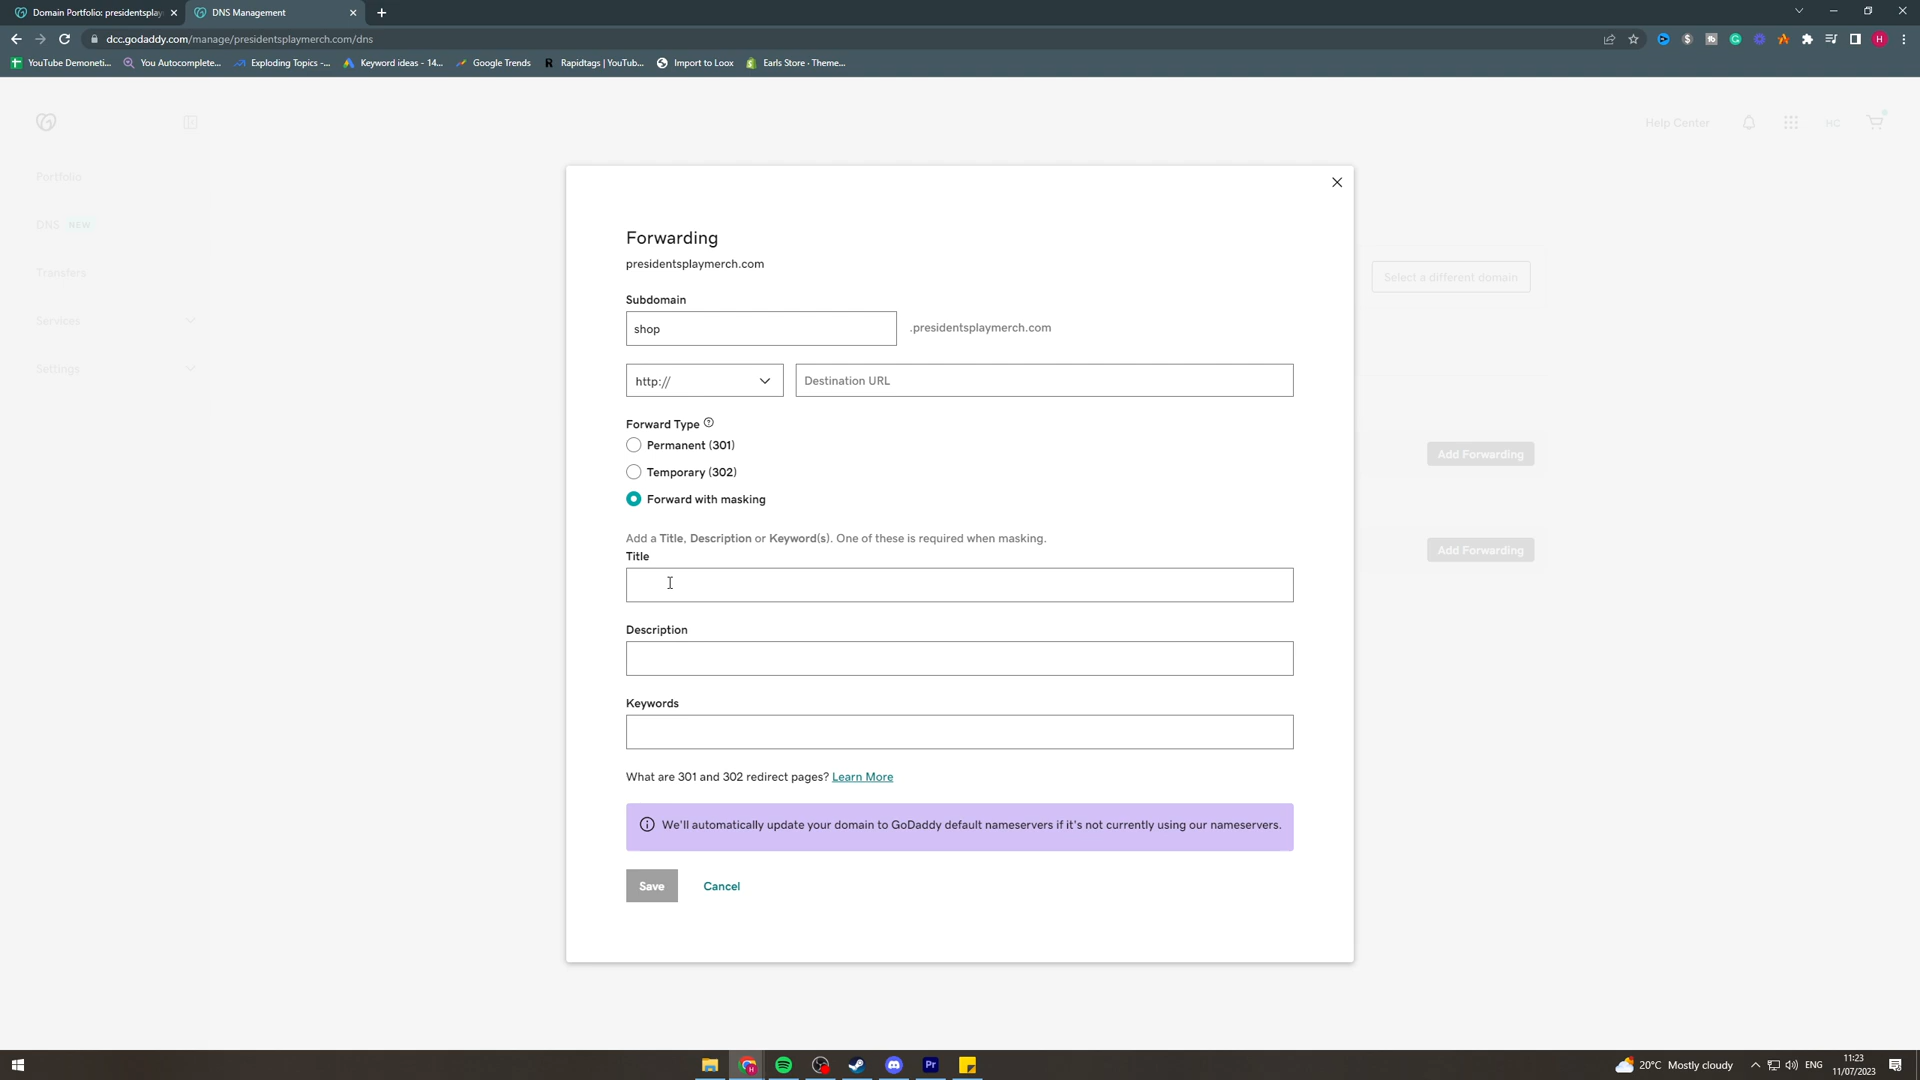 Domain Portfolio: presidentsplay
DNS Management
dcc.godaddy.com/manage/presidentsplaymerch.com/dns
YouTube Demoneti...
You Autocomplete...
Exploding Topics -...
Keyword ideas - 14...
Google Trends
Rapidtags | YouTub...
Import to Loox
Earls Store · Theme...
Help Center
HC
Portfolio
DNS NEW
Transfers
Services
Settings
Select a different domain
Add Forwarding
Add Forwarding
Forwarding
presidentsplaymerch.com
Subdomain
shop .presidentsplaymerch.com
http:// Destination URL
Forward Type
Permanent (301)
Temporary (302)
Forward with masking
Add a Title, Description or Keyword(s). One of these is required when masking.
Title
Description
Keywords
What are 301 and 302 redirect pages? Learn More
We'll automatically update your domain to GoDaddy default nameservers if it's not currently using our nameservers.
Save Cancel
20°C Mostly cloudy
ENG
11:23
11/07/2023